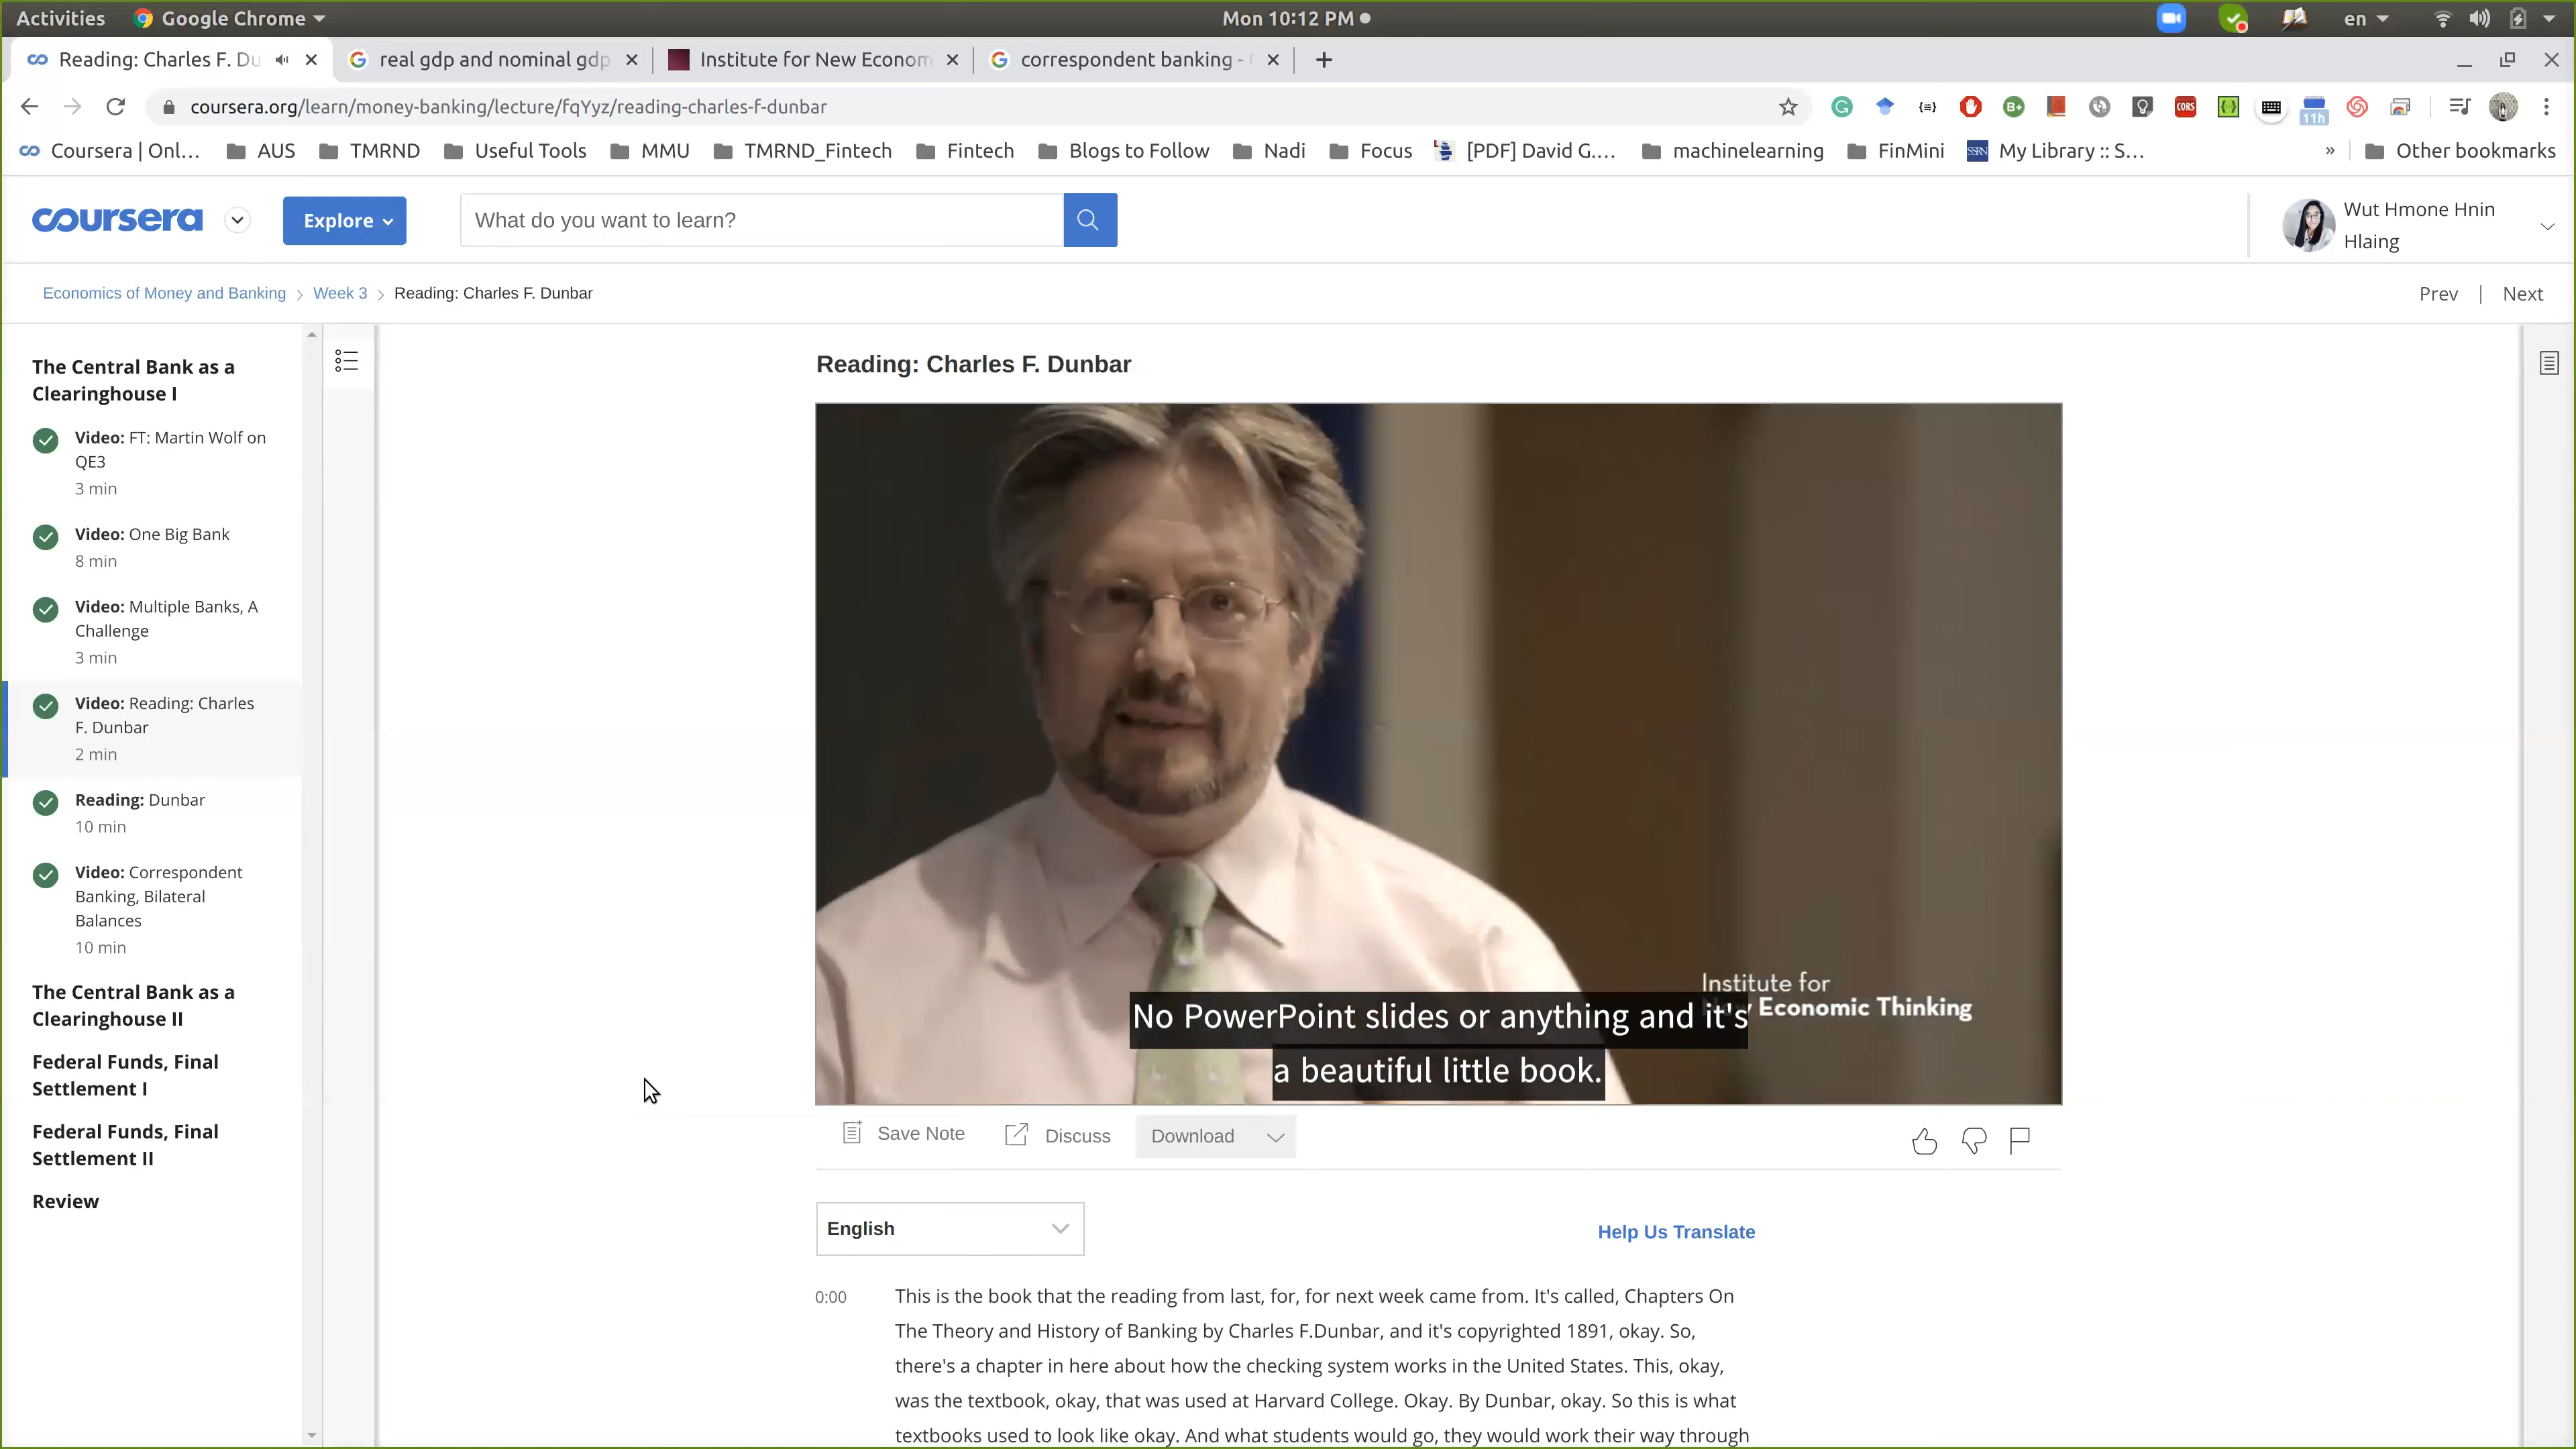 Activities
Google Chrome
Mon 10:12 PM
en
Reading: Charles F. Du
real gdp and nominal gdp
Institute for New Econom
correspondent banking -
coursera.org/learn/money-banking/lecture/fqYyz/reading-charles-f-dunbar
B+
CORS
11h
Coursera | Onl...
AUS
TMRND
Useful Tools
MMU
TMRND_Fintech
Fintech
Blogs to Follow
Nadi
Focus
[PDF] David G....
machinelearning
FinMini
SSRN
My Library :: S...
»
Other bookmarks
coursera
Explore
What do you want to learn?
Wut Hmone Hnin
Hlaing
Economics of Money and Banking > Week 3 > Reading: Charles F. Dunbar
Prev | Next
The Central Bank as a
Clearinghouse I
Video: FT: Martin Wolf on
QE3
3 min
Video: One Big Bank
8 min
Video: Multiple Banks, A
Challenge
3 min
Video: Reading: Charles
F. Dunbar
2 min
Reading: Dunbar
10 min
Video: Correspondent
Banking, Bilateral
Balances
10 min
The Central Bank as a
Clearinghouse II
Federal Funds, Final
Settlement I
Federal Funds, Final
Settlement II
Review
Reading: Charles F. Dunbar
Institute for
Economic Thinking
No PowerPoint slides or anything and it's
a beautiful little book.
Save Note
Discuss
Download
English
Help Us Translate
0:00
This is the book that the reading from last, for, for next week came from. It's called, Chapters On
The Theory and History of Banking by Charles F.Dunbar, and it's copyrighted 1891, okay. So,
there's a chapter in here about how the checking system works in the United States. This, okay,
was the textbook, okay, that was used at Harvard College. Okay. By Dunbar, okay. So this is what
textbooks used to look like okay. And what students would go, they would work their way through